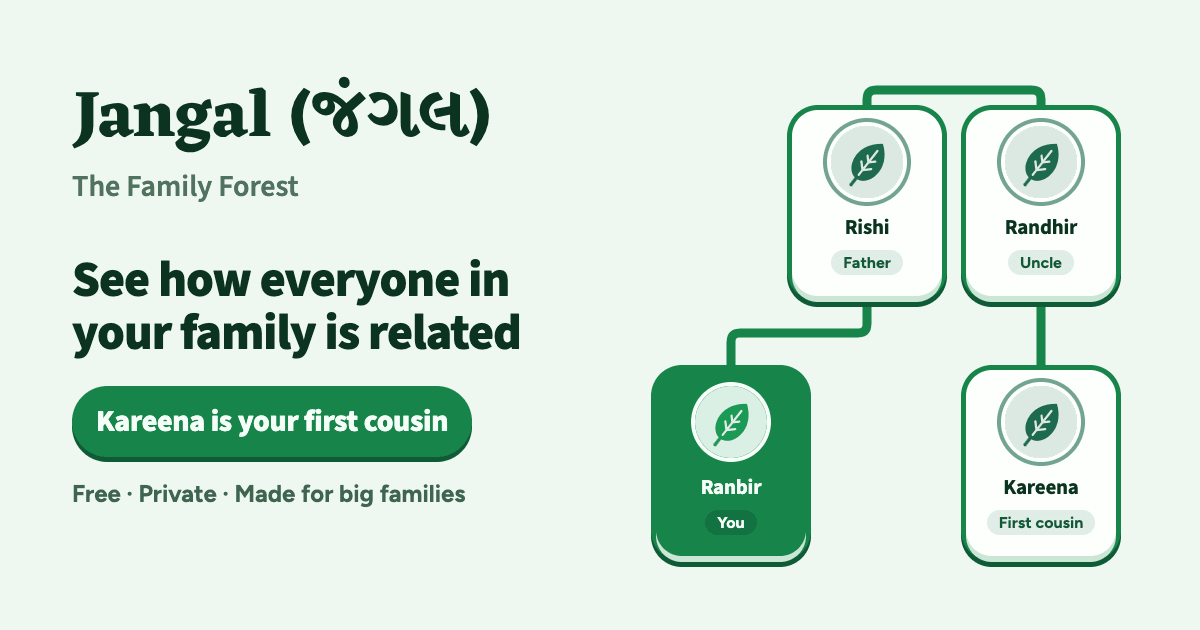 Jangal (જંગલ)
The Family Forest
See how everyone in
your family is related
Kareena is your first cousin
Free · Private · Made for big families
Rishi
Father
Randhir
Uncle
Ranbir
You
Kareena
First cousin